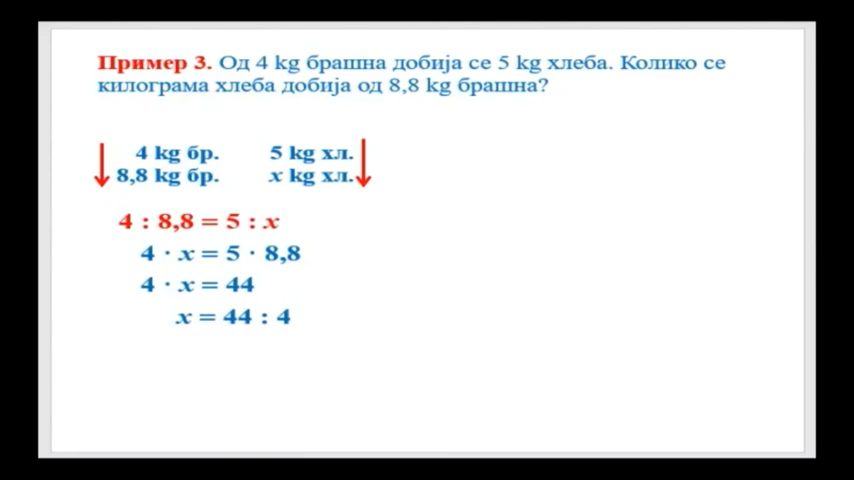 Пример 3. Од 4 kg брашна добија се 5 kg хлеба. Колико се
килограма хлеба добија од 8,8 kg брашна?
4 kg бр. 5 kg хл.
8,8 kg бр. x kg хл.
4 : 8,8 = 5 : x
4 · x = 5 · 8,8
4 · x = 44
x = 44 : 4